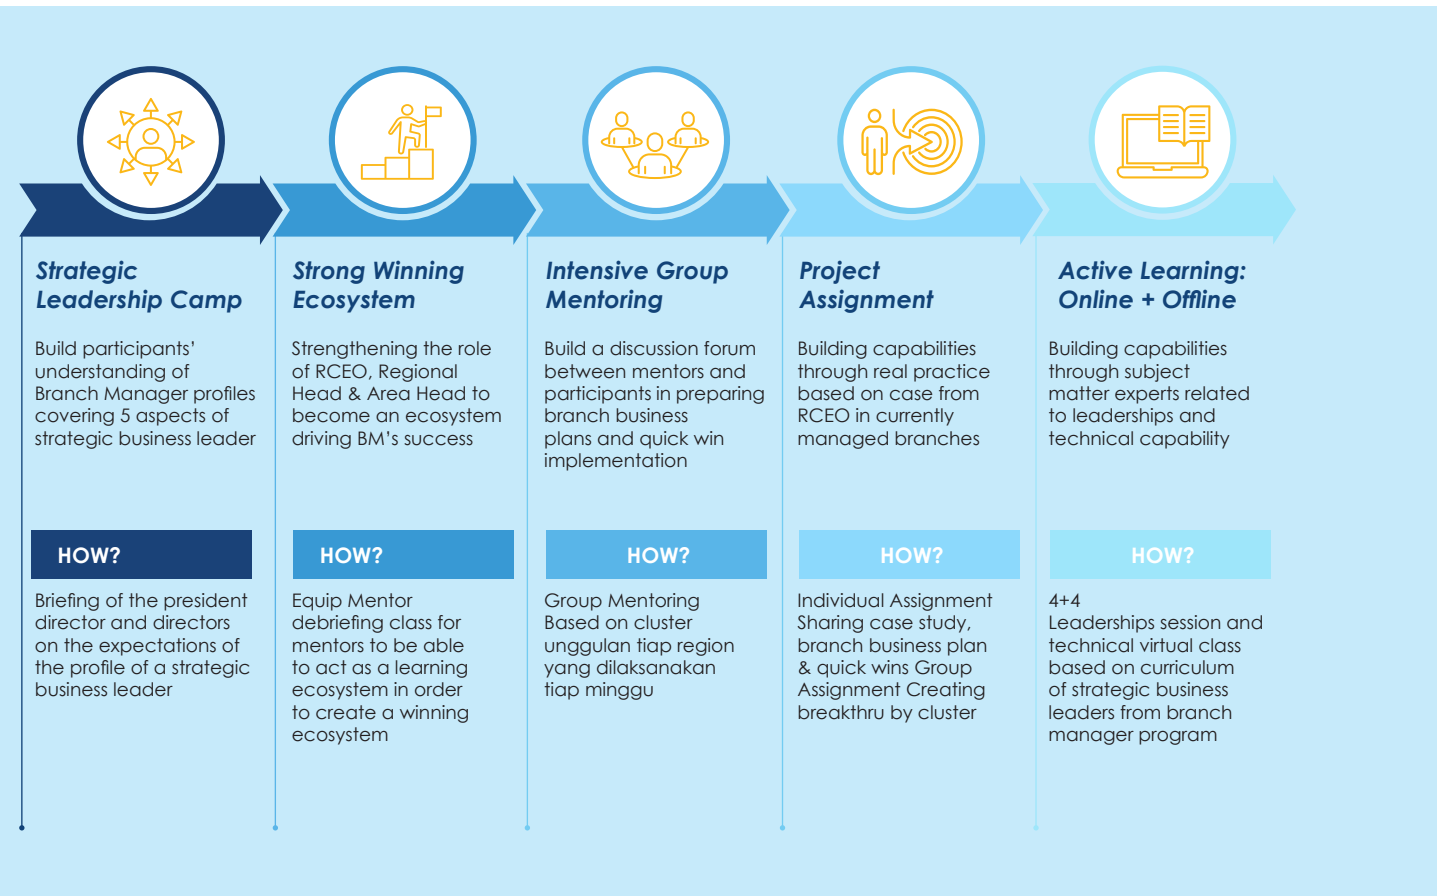 Strategic
Leadership Camp
Build participants’
understanding of
Branch Manager profiles
covering 5 aspects of
strategic business leader
HOW?
Briefing of the president
director and directors
on the expectations of
the profile of a strategic
business leader
Strong Winning
Ecosystem
Strengthening the role
of RCEO, Regional
Head & Area Head to
become an ecosystem
driving BM’s success
HOW?
Equip Mentor
debriefing class for
mentors to be able
to act as a learning
ecosystem in order
to create a winning
ecosystem
Intensive Group
Mentoring
Build a discussion forum
between mentors and
participants in preparing
branch business
plans and quick win
implementation
HOW?
Group Mentoring
Based on cluster
unggulan tiap region
yang dilaksanakan
tiap minggu
Project
Assignment
Building capabilities
through real practice
based on case from
RCEO in currently
managed branches
HOW?
Individual Assignment
Sharing case study,
branch business plan
& quick wins Group
Assignment Creating
breakthru by cluster
Active Learning:
Online + Offline
Building capabilities
through subject
matter experts related
to leaderships and
technical capability
HOW?
4+4
Leaderships session and
technical virtual class
based on curriculum
of strategic business
leaders from branch
manager program